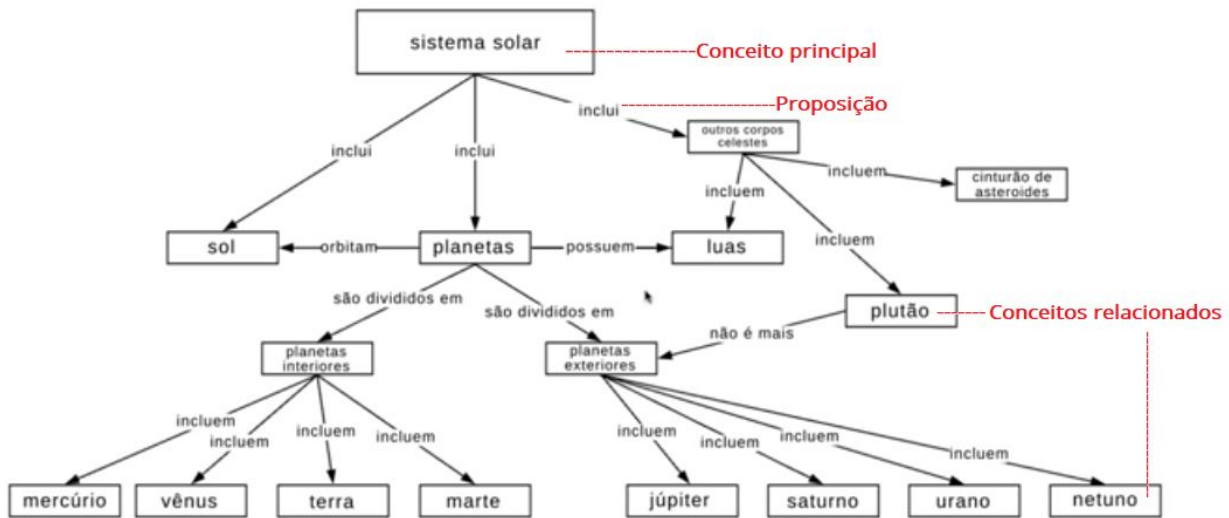 sistema solar
Conceito principal
inclui
Proposição
outros corpos
celestes
inclui
inclui
incluem
incluem
cinturão de
asteroides
sol
orbitam
planetas
possuem
luas
incluem
são divididos em
são divididos em
plutão
Conceitos relacionados
não é mais
planetas
interiores
planetas
exteriores
incluem
incluem
incluem
incluem
incluem
incluem
incluem
incluem
mercúrio
vênus
terra
marte
júpiter
saturno
urano
netuno